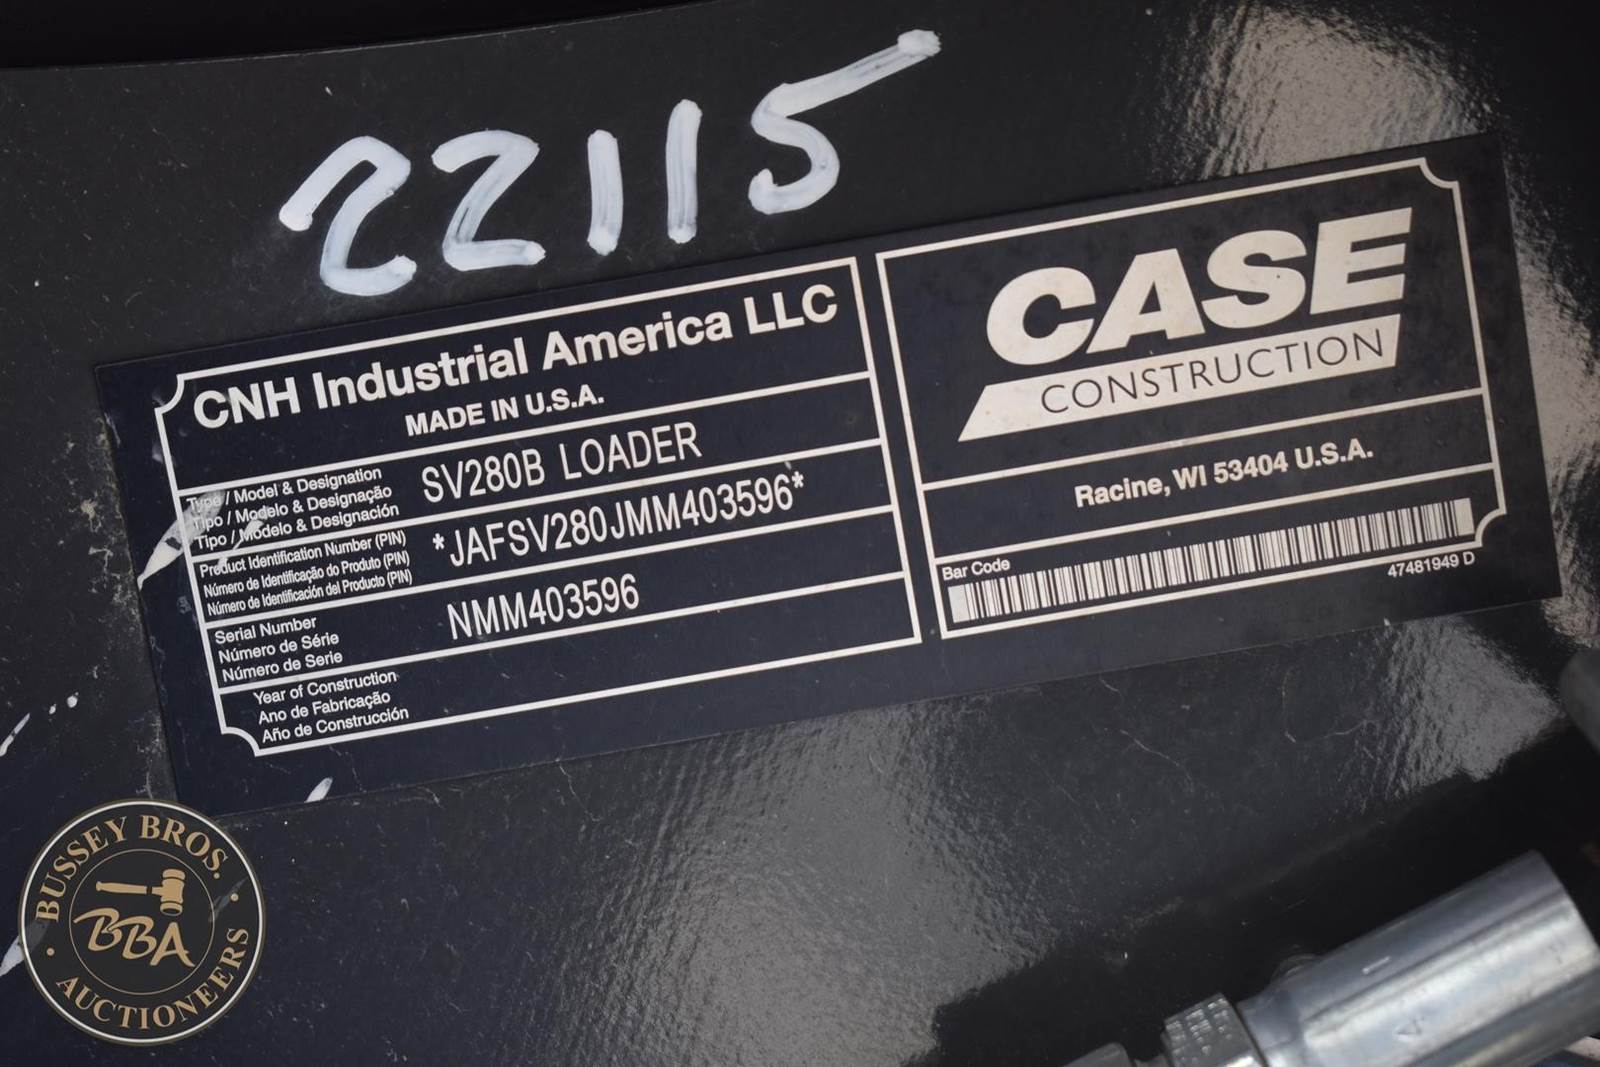 22115
CNH Industrial America LLC
MADE IN U.S.A.
Type / Model & Designation
Tipo / Modelo & Designação
Tipo / Modelo & Designación
SV280B LOADER
Product Identification Number (PIN)
Número de Identificação do Produto (PIN)
Número de Identificación del Producto (PIN)
*JAFSV280JMM403596*
Serial Number
Número de Série
Número de Serie
NMM403596
Year of Construction
Ano de Fabricação
Año de Construcción
CASE
CONSTRUCTION
Racine, WI 53404 U.S.A.
Bar Code
47481949 D
BUSSEY BROS.
BBA
AUCTIONEERS